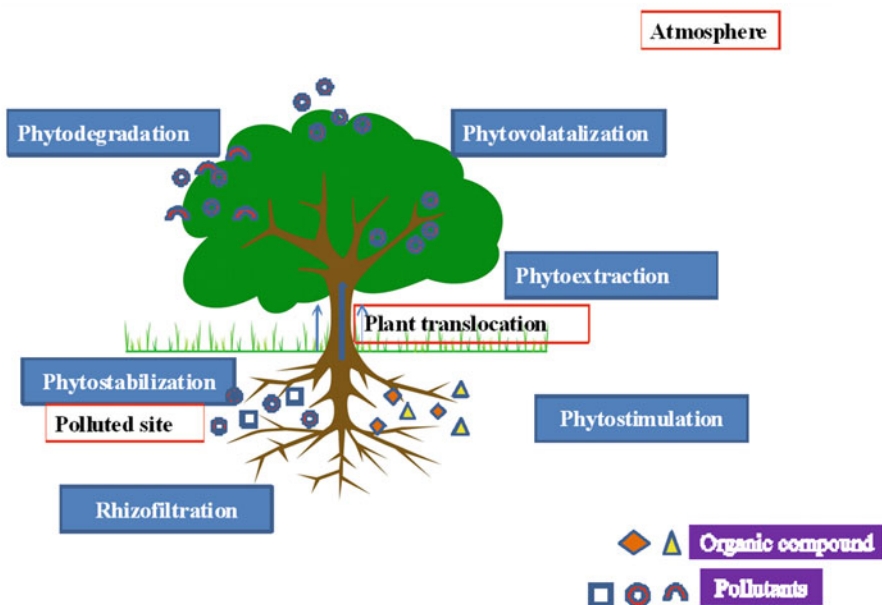 Atmosphere
Phytodegradation
Phytovolatalization
Phytoextraction
Plant translocation
Phytostabilization
Polluted site
Phytostimulation
Rhizofiltration
Organic compound
Pollutants